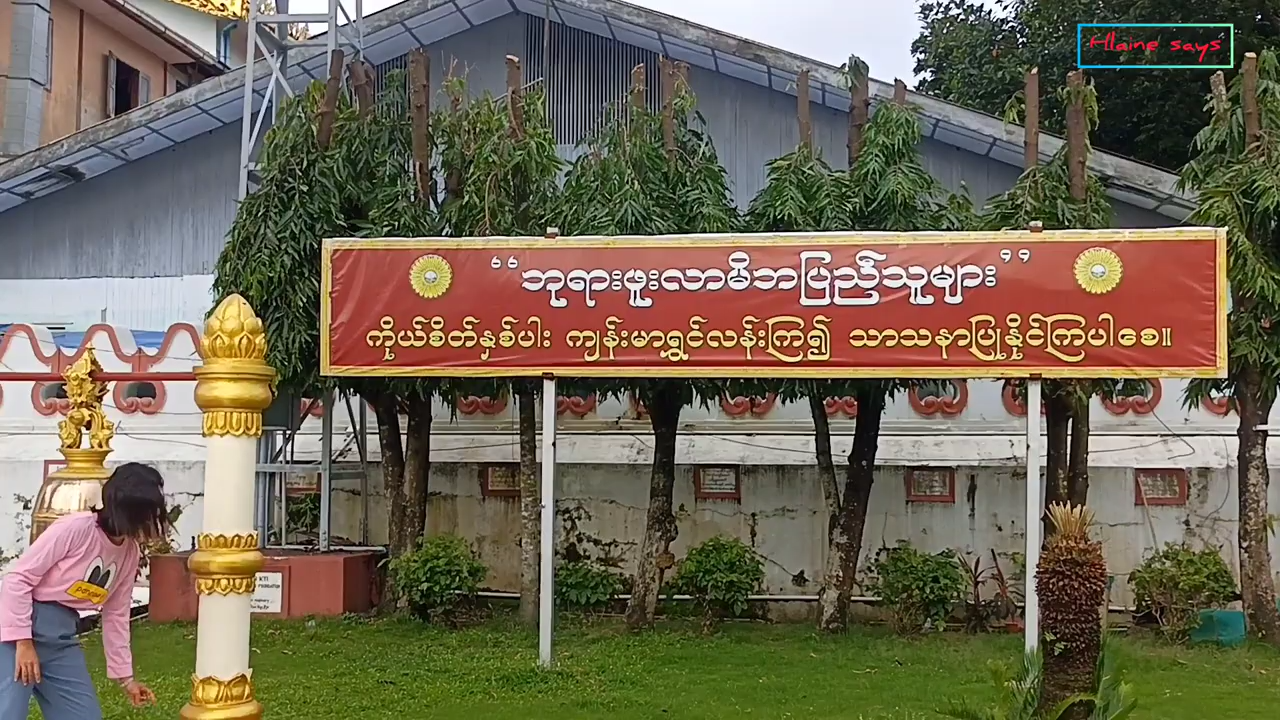 Hlaine says
“ဘုရားဖူးလာမိဘပြည်သူများ”
ကိုယ်စိတ်နှစ်ပါး ကျန်းမာရွှင်လန်းကြ၍ သာသနာပြုနိုင်ကြပါစေ။